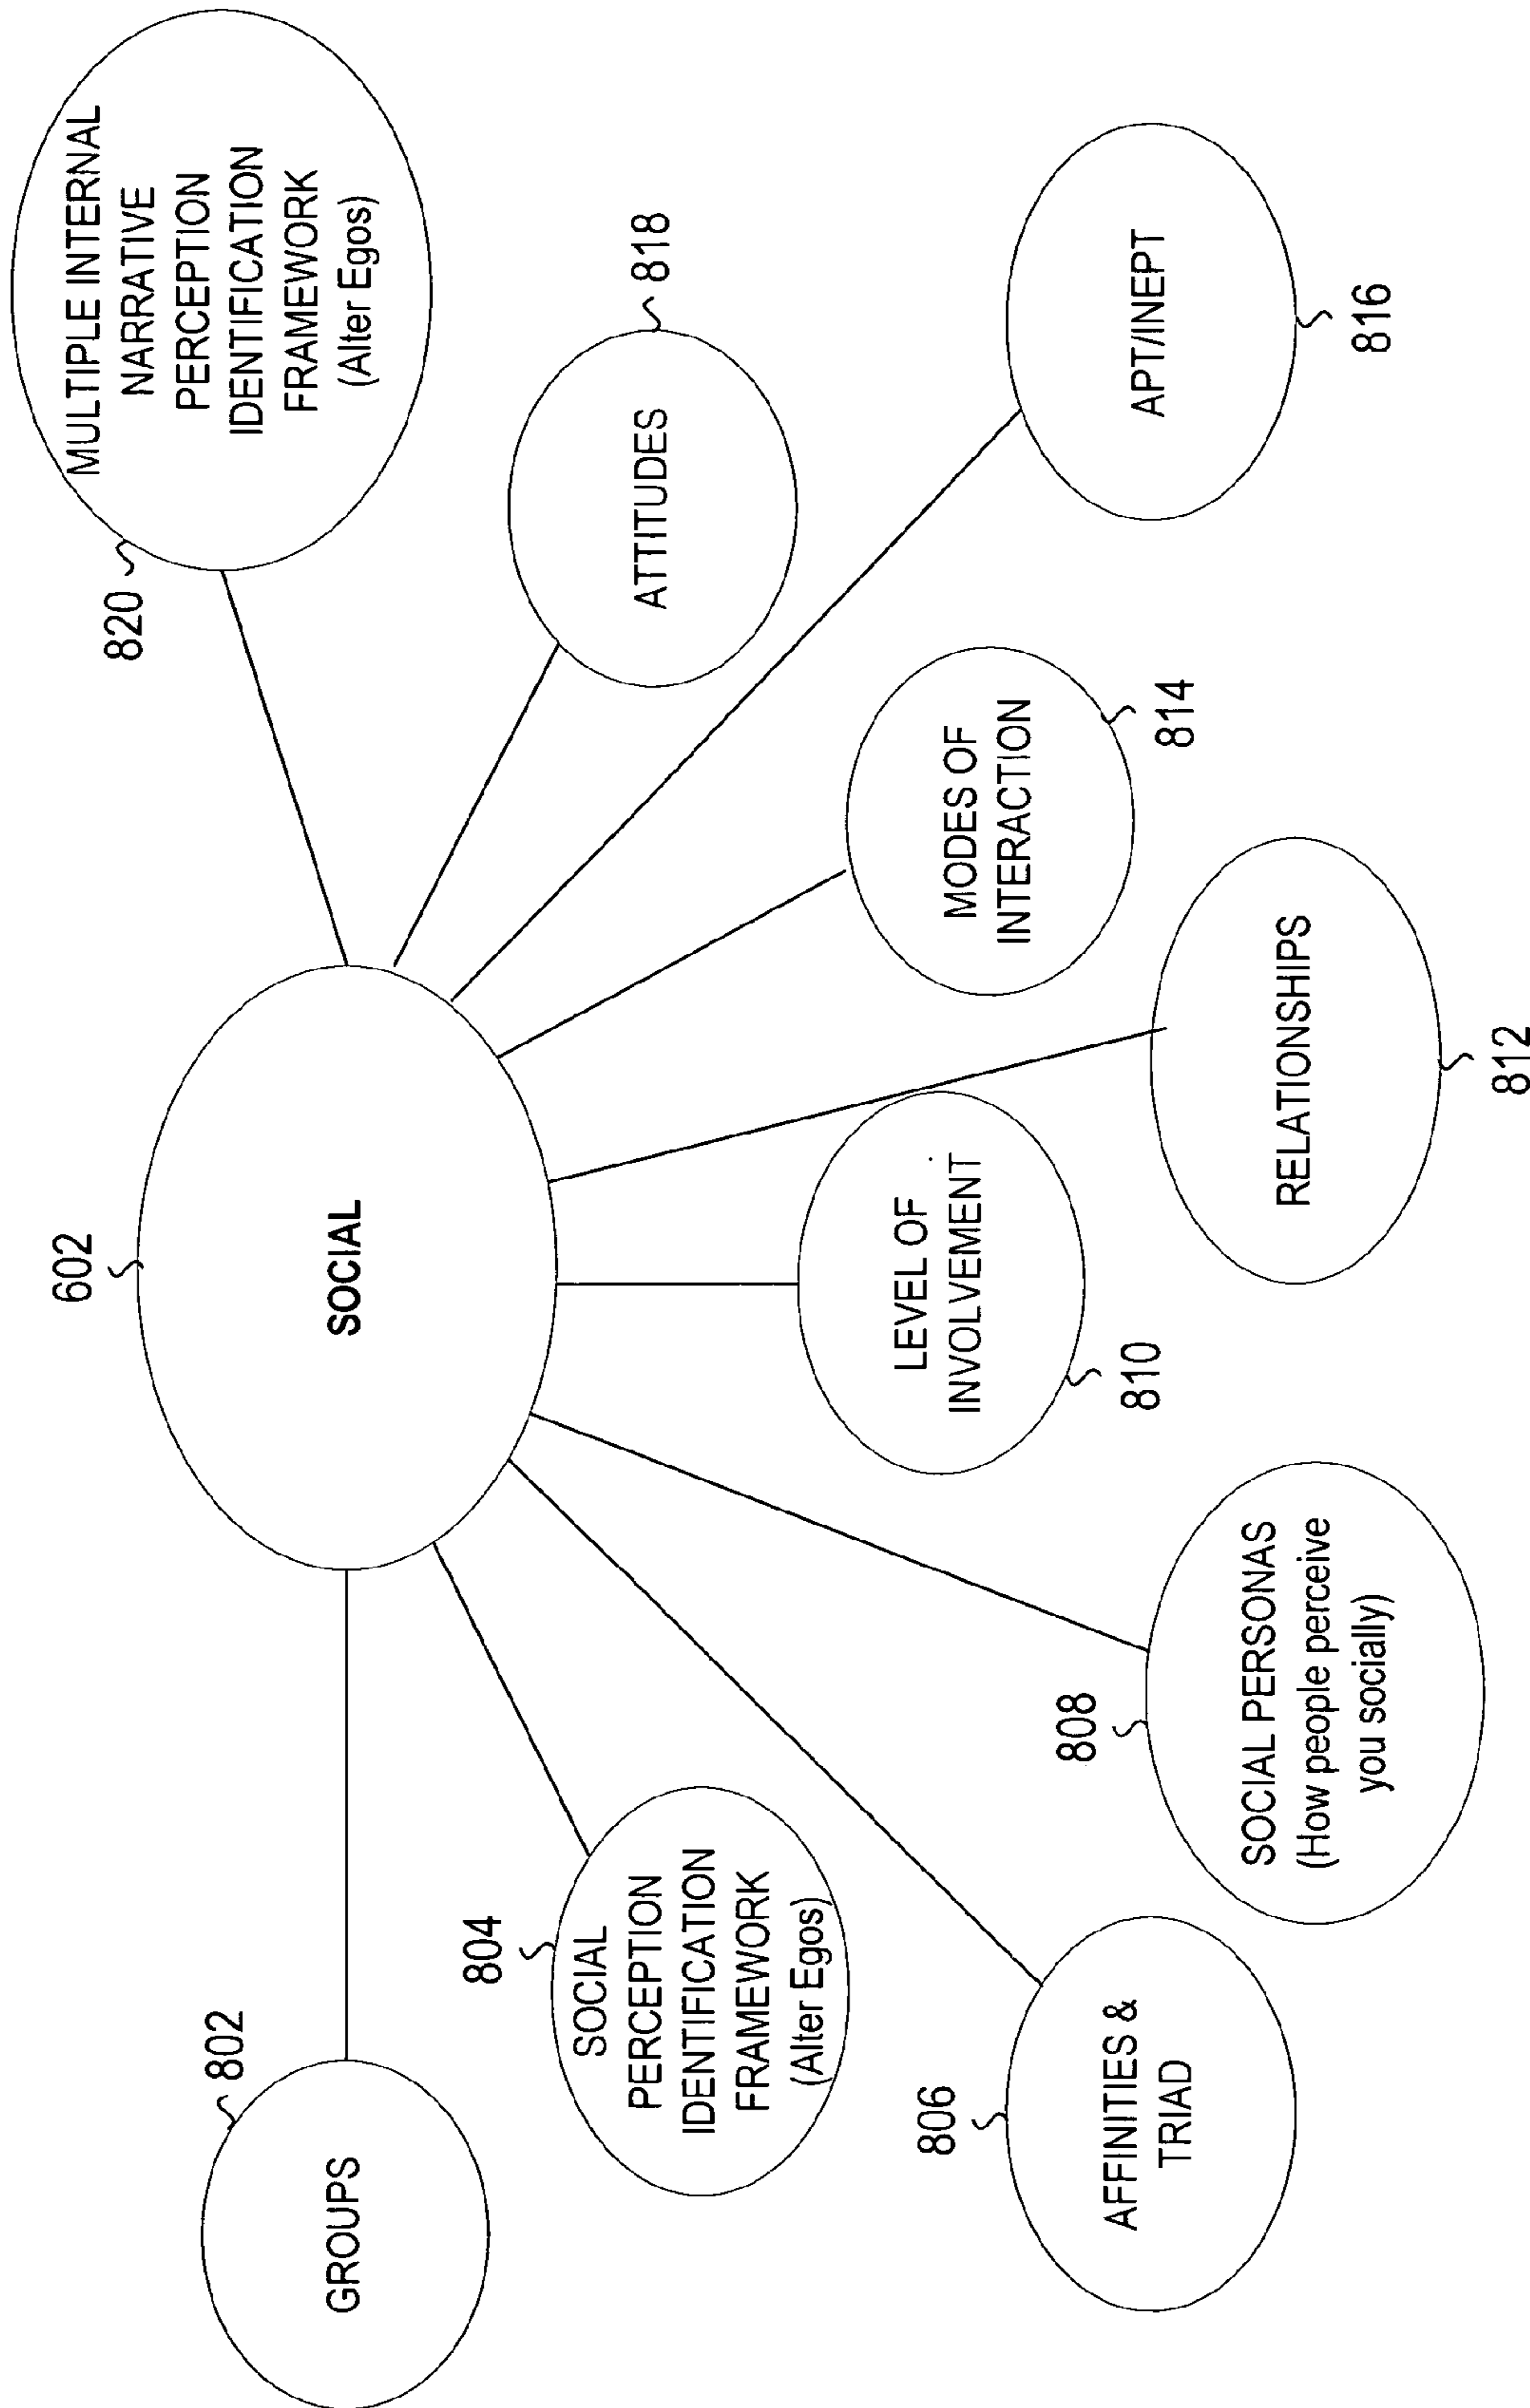 602
SOCIAL
802
GROUPS
804
SOCIAL
PERCEPTION
IDENTIFICATION
FRAMEWORK
(Alter Egos)
806
AFFINITIES &
TRIAD
808
SOCIAL PERSONAS
(How people perceive
you socially)
LEVEL OF
INVOLVEMENT
810
RELATIONSHIPS
812
MODES OF
INTERACTION
814
APT/INEPT
816
ATTITUDES
818
820
MULTIPLE INTERNAL
NARRATIVE
PERCEPTION
IDENTIFICATION
FRAMEWORK
(Alter Egos)